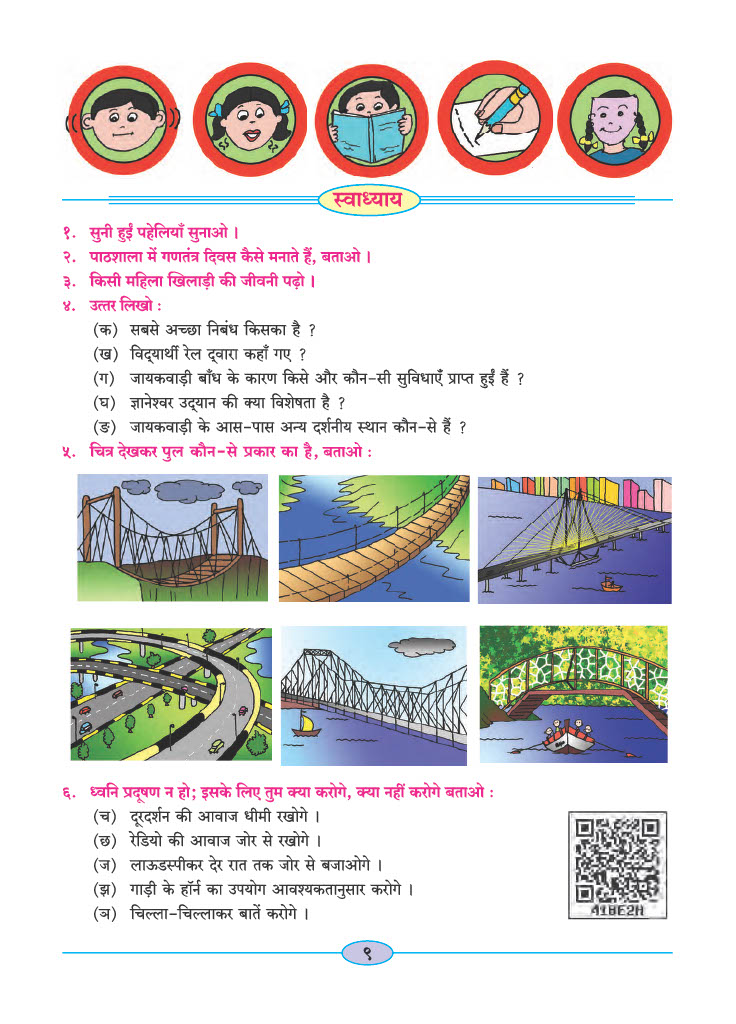 स्वाध्याय
१. सुनी हुईं पहेलियाँ सुनाओ ।
२. पाठशाला में गणतंत्र दिवस कैसे मनाते हैं, बताओ ।
३. किसी महिला खिलाड़ी की जीवनी पढ़ो ।
४. उत्तर लिखो :
(क) सबसे अच्छा निबंध किसका है ?
(ख) विद्यार्थी रेल द्वारा कहाँ गए ?
(ग) जायकवाड़ी बाँध के कारण किसे और कौन-सी सुविधाएँ प्राप्त हुईं हैं ?
(घ) ज्ञानेश्वर उद्यान की क्या विशेषता है ?
(ङ) जायकवाड़ी के आस-पास अन्य दर्शनीय स्थान कौन-से हैं ?
५. चित्र देखकर पुल कौन-से प्रकार का है, बताओ :
६. ध्वनि प्रदूषण न हो; इसके लिए तुम क्या करोगे, क्या नहीं करोगे बताओ :
(च) दूरदर्शन की आवाज धीमी रखोगे ।
(छ) रेडियो की आवाज जोर से रखोगे ।
(ज) लाऊडस्पीकर देर रात तक जोर से बजाओगे ।
(झ) गाड़ी के हॉर्न का उपयोग आवश्यकतानुसार करोगे ।
(ञ) चिल्ला-चिल्लाकर बातें करोगे ।
41BE2H
९